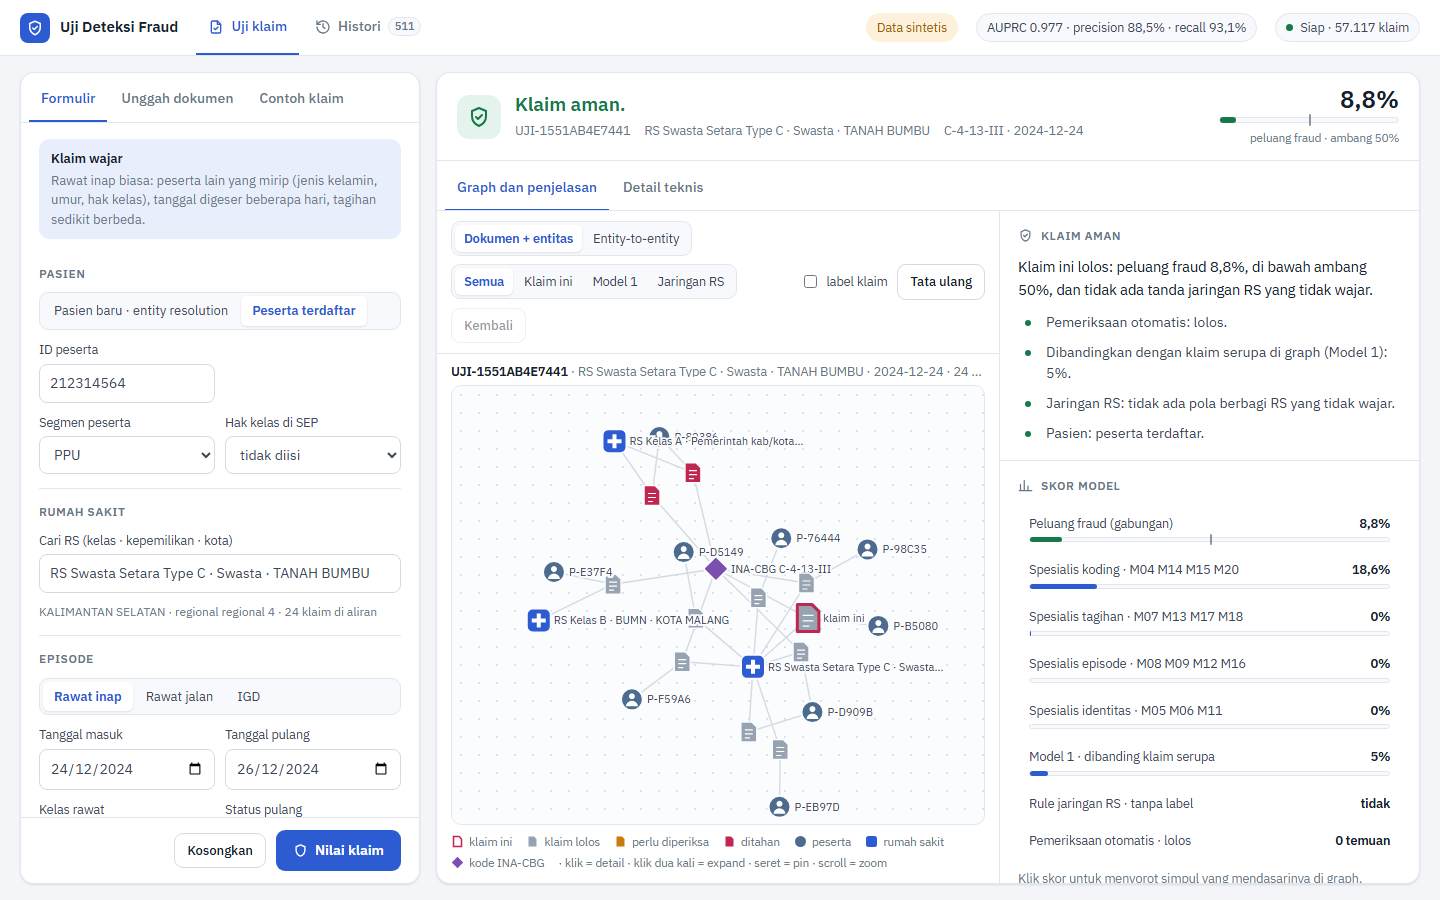 Uji Deteksi Fraud
Uji klaim
Histori 511
Data sintetis
AUPRC 0.977 · precision 88,5% · recall 93,1%
Siap · 57.117 klaim
Formulir
Unggah dokumen
Contoh klaim
Klaim wajar
Rawat inap biasa: peserta lain yang mirip (jenis kelamin,
umur, hak kelas), tanggal digeser beberapa hari, tagihan
sedikit berbeda.
PASIEN
Pasien baru · entity resolution
Peserta terdaftar
ID peserta
212314564
Segmen peserta
Hak kelas di SEP
PPU
tidak diisi
RUMAH SAKIT
Cari RS (kelas · kepemilikan · kota)
RS Swasta Setara Type C · Swasta · TANAH BUMBU
KALIMANTAN SELATAN · regional regional 4 · 24 klaim di aliran
EPISODE
Rawat inap
Rawat jalan
IGD
Tanggal masuk
Tanggal pulang
24/12/2024
26/12/2024
Kelas rawat
Status pulang
Kosongkan
Nilai klaim
Klaim aman.
UJI-1551AB4E7441 RS Swasta Setara Type C · Swasta · TANAH BUMBU C-4-13-III · 2024-12-24
8,8%
peluang fraud · ambang 50%
Graph dan penjelasan
Detail teknis
Dokumen + entitas
Entity-to-entity
Semua
Klaim ini
Model 1
Jaringan RS
label klaim
Tata ulang
Kembali
UJI-1551AB4E7441 · RS Swasta Setara Type C · Swasta · TANAH BUMBU · 2024-12-24 · 24 ...
RS Kelas A · Pemerintah kab/kota...
P-76444
P-D5149
P-98C35
P-E37F4
INA-CBG C-4-13-III
RS Kelas B · BUMN · KOTA MALANG
klaim ini
P-B5080
RS Swasta Setara Type C · Swasta...
P-F59A6
P-D909B
P-EB97D
klaim ini
klaim lolos
perlu diperiksa
ditahan
peserta
rumah sakit
kode INA-CBG
· klik = detail · klik dua kali = expand · seret = pin · scroll = zoom
KLAIM AMAN
Klaim ini lolos: peluang fraud 8,8%, di bawah ambang
50%, dan tidak ada tanda jaringan RS yang tidak wajar.
Pemeriksaan otomatis: lolos.
Dibandingkan dengan klaim serupa di graph (Model 1):
5%.
Jaringan RS: tidak ada pola berbagi RS yang tidak wajar.
Pasien: peserta terdaftar.
SKOR MODEL
Peluang fraud (gabungan) 8,8%
Spesialis koding · M04 M14 M15 M20 18,6%
Spesialis tagihan · M07 M13 M17 M18 0%
Spesialis episode · M08 M09 M12 M16 0%
Spesialis identitas · M05 M06 M11 0%
Model 1 · dibanding klaim serupa 5%
Rule jaringan RS · tanpa label tidak
Pemeriksaan otomatis · lolos 0 temuan
Klik skor untuk menyorot simpul yang mendasarinya di graph.